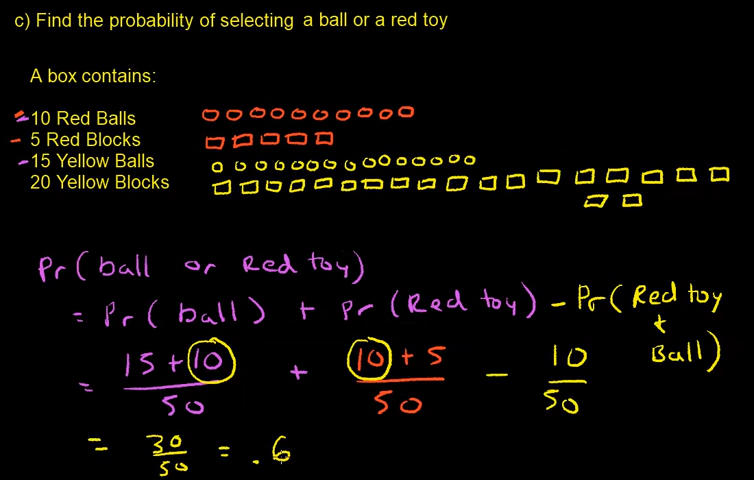 c) Find the probability of selecting a ball or a red toy
A box contains:
10 Red Balls
5 Red Blocks
15 Yellow Balls
20 Yellow Blocks
Pr ( ball or Red toy )
= Pr ( ball ) + Pr ( Red toy ) - Pr ( Red toy + Ball )
= 15 + 10 / 50 + 10 + 5 / 50 - 10 / 50
= 30 / 50 = .6